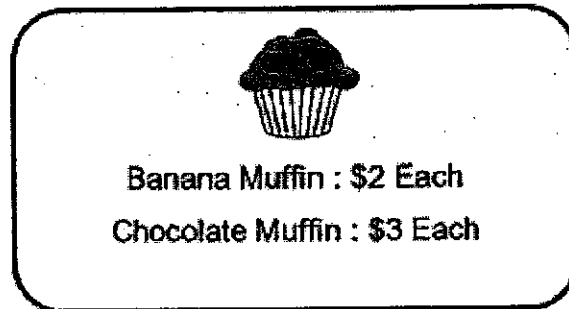 Banana Muffin : $2 Each
Chocolate Muffin : $3 Each